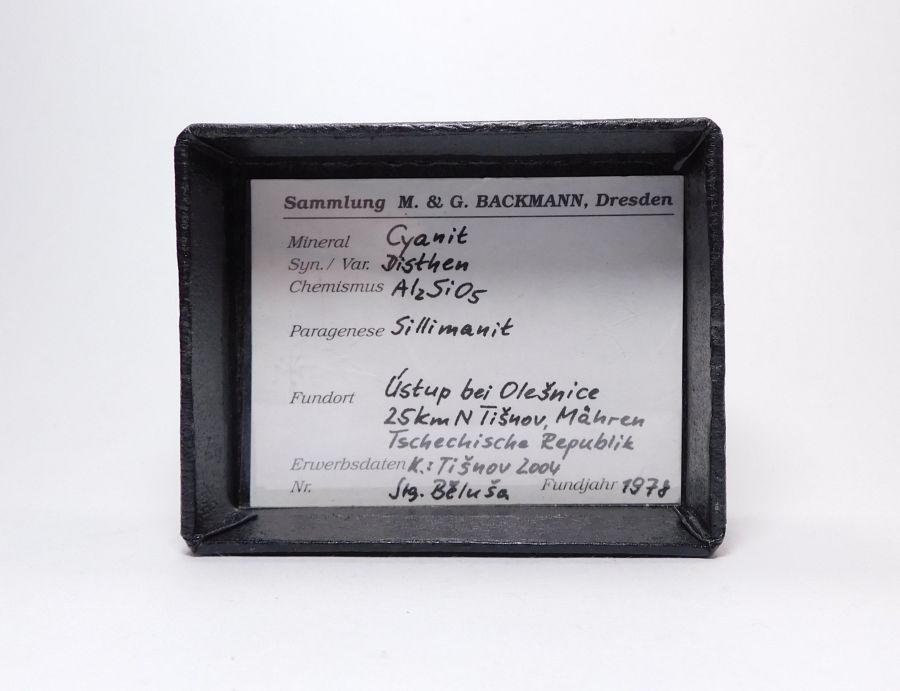 Sammlung M. & G. BACKMANN, Dresden
Mineral Cyanit
Syn./ Var. Disthen
Chemismus Al₂SiO₅
Paragenese Sillimanit
Fundort Ústup bei Olešnice
25km N Tišnov, Mähren
Tschechische Republik
Erwerbsdaten K.: Tišnov 2004
Nr. Slg. Běluša Fundjahr 1978